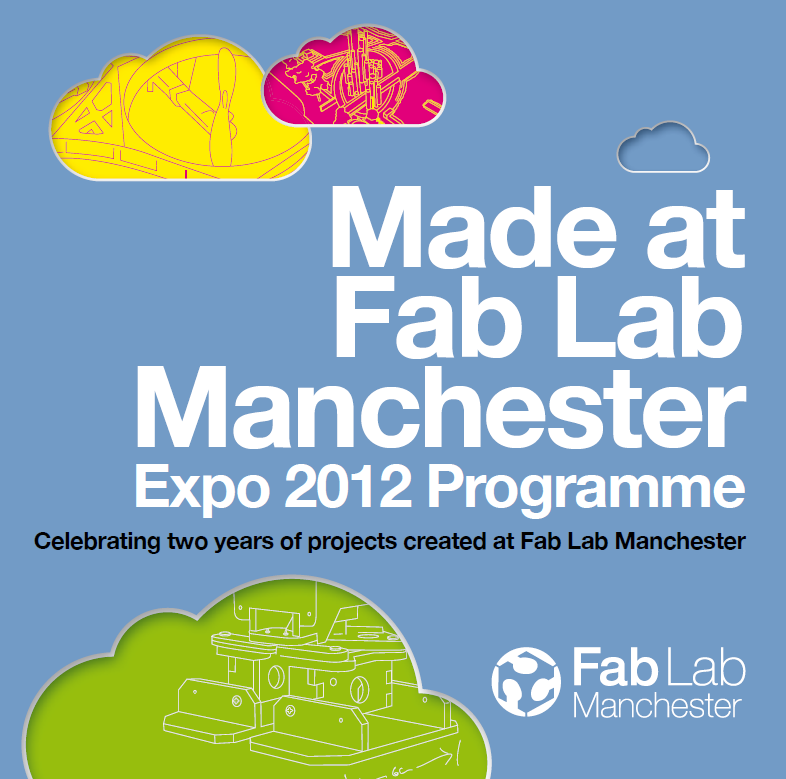 Made at
Fab Lab
Manchester
Expo 2012 Programme
Celebrating two years of projects created at Fab Lab Manchester
Fab Lab
Manchester